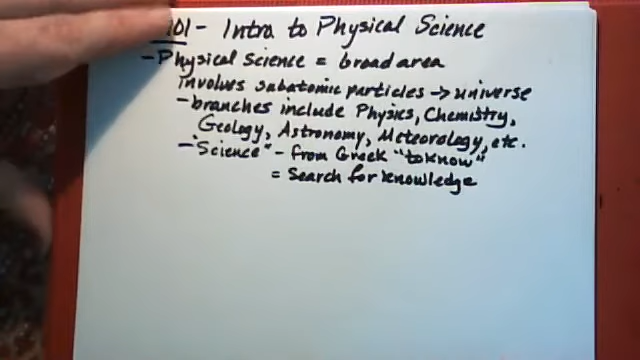 101 - Intro to Physical Science
- Physical Science = broad area
involves subatomic particles → universe
- branches include Physics, Chemistry,
Geology, Astronomy, Meteorology, etc.
- "Science" - from Greek "to know"
= Search for knowledge